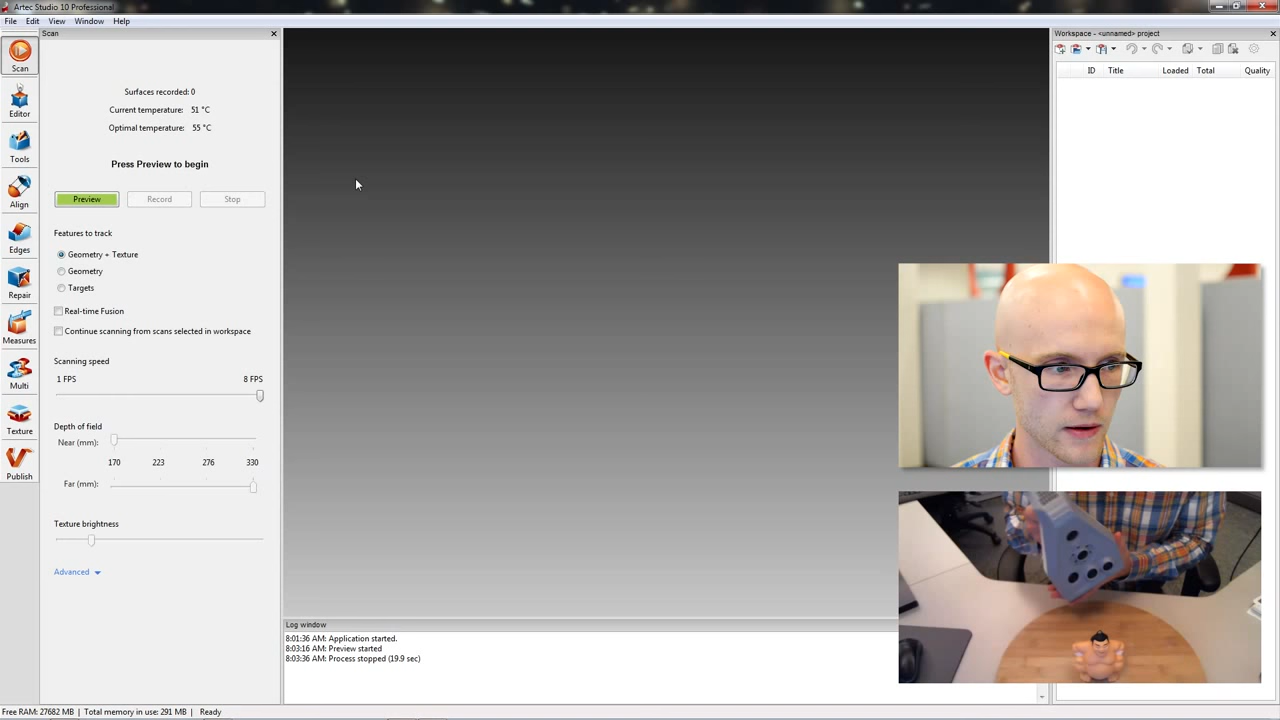 Artec Studio 10 Professional
File Edit View Window Help
Scan
Workspace - <unnamed> project
Scan
Editor
Tools
Align
Edges
Repair
Measures
Multi
Texture
Publish
Surfaces recorded: 0
Current temperature: 51 °C
Optimal temperature: 55 °C
Press Preview to begin
Preview Record Stop
Features to track
Geometry + Texture
Geometry
Targets
Real-time Fusion
Continue scanning from scans selected in workspace
Scanning speed
1 FPS 8 FPS
Depth of field
Near (mm):
170 223 276 330
Far (mm):
Texture brightness
Advanced
ID Title Loaded Total Quality
Log window
8:01:36 AM: Application started.
8:03:16 AM: Preview started
8:03:36 AM: Process stopped (19.9 sec)
Free RAM: 27682 MB | Total memory in use: 291 MB | Ready